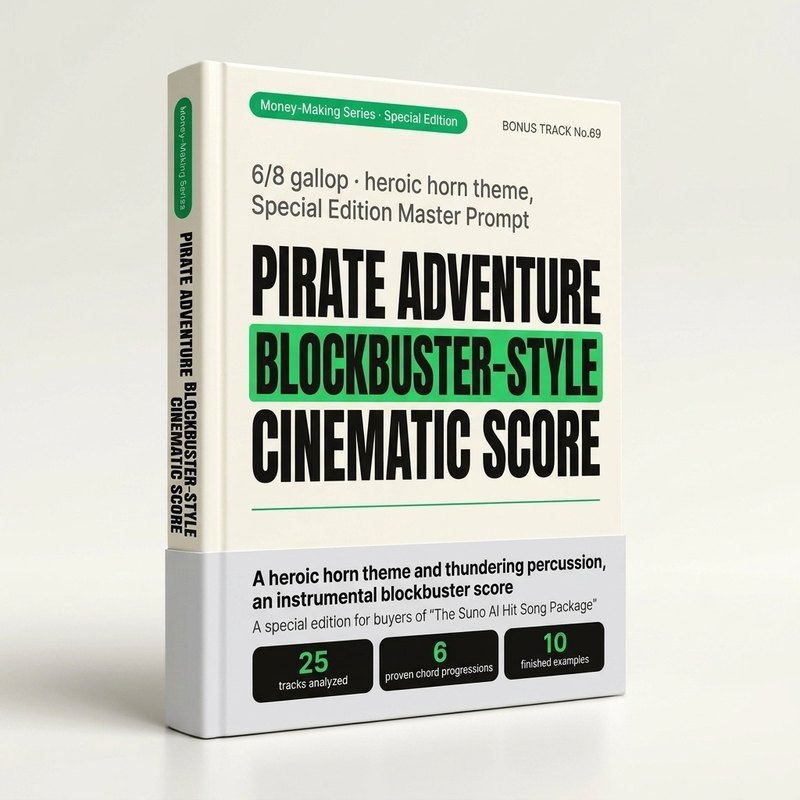 Money-Making Series · Special Edition
BONUS TRACK No.69
6/8 gallop · heroic horn theme,
Special Edition Master Prompt
PIRATE ADVENTURE
BLOCKBUSTER-STYLE
CINEMATIC SCORE
A heroic horn theme and thundering percussion,
an instrumental blockbuster score
A special edition for buyers of "The Suno AI Hit Song Package"
25
tracks analyzed
6
proven chord progressions
10
finished examples
Money-Making Series
PIRATE ADVENTURE BLOCKBUSTER-STYLE
CINEMATIC SCORE